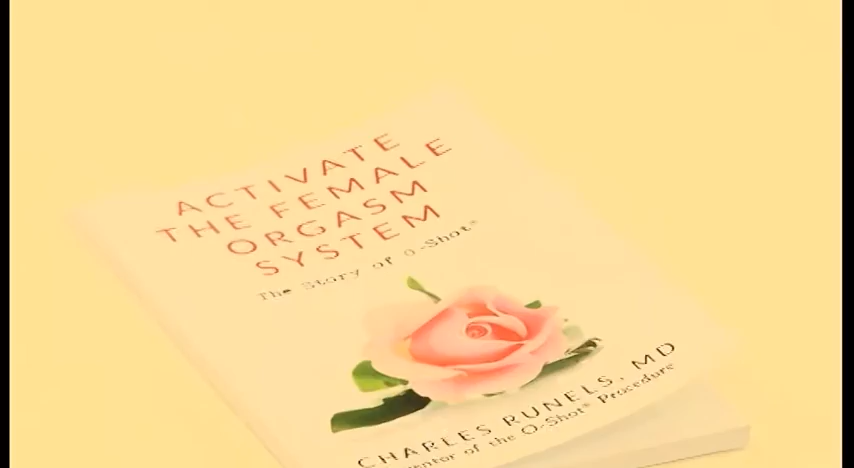 ACTIVATE
THE FEMALE
ORGASM
SYSTEM
The Story of O-Shot®
CHARLES RUNELS, MD
of the O-Shot® Procedure